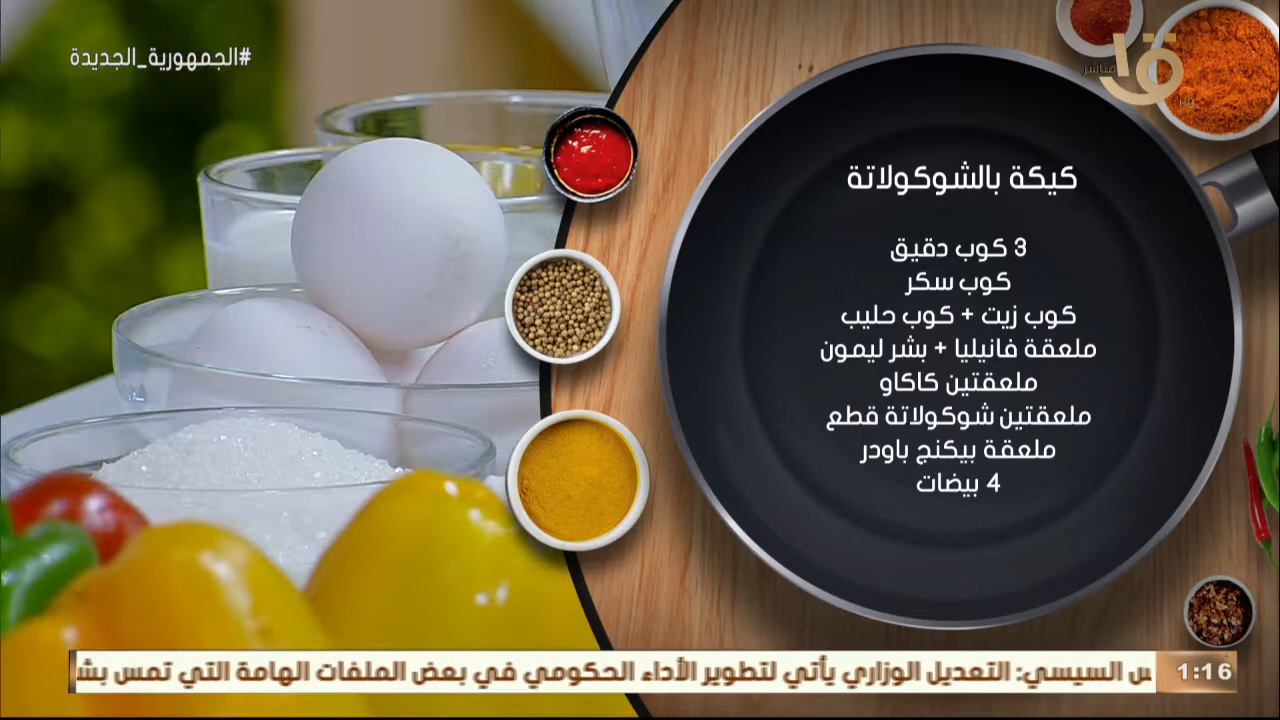 #الجمهورية_الجديدة
مباشر
HD
كيكة بالشوكولاتة
3 كوب دقيق
كوب سكر
كوب زيت + كوب حليب
ملعقة فانيليا + بشر ليمون
ملعقتين كاكاو
ملعقتين شوكولاتة قطع
ملعقة بيكنج باودر
4 بيضات
1:16
س السيسي: التعديل الوزاري يأتي لتطوير الأداء الحكومي في بعض الملفات الهامة التي تمس بش